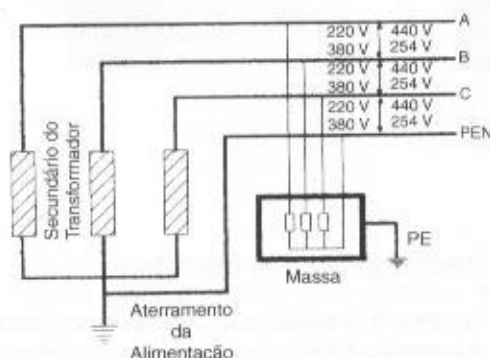 A
220 V 440 V
380 V 254 V
B
220 V 440 V
380 V 254 V
C
220 V 440 V
380 V 254 V
PEN
Secundário do
Transformador
PE
Massa
Aterramento
da
Alimentação